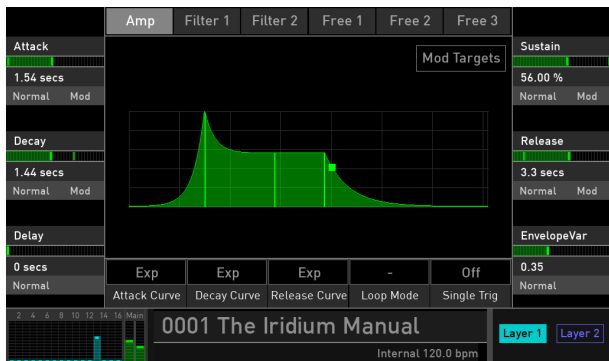 Amp Filter 1 Filter 2 Free 1 Free 2 Free 3
Attack
1.54 secs
Normal Mod
Decay
1.44 secs
Normal Mod
Delay
0 secs
Normal
Mod Targets
Sustain
56.00 %
Normal Mod
Release
3.3 secs
Normal Mod
EnvelopeVar
0.35
Normal
Exp Exp Exp - Off
Attack Curve Decay Curve Release Curve Loop Mode Single Trig
2 4 6 8 10 12 14 16 Main
0001 The Iridium Manual
Internal 120.0 bpm
Layer 1 Layer 2